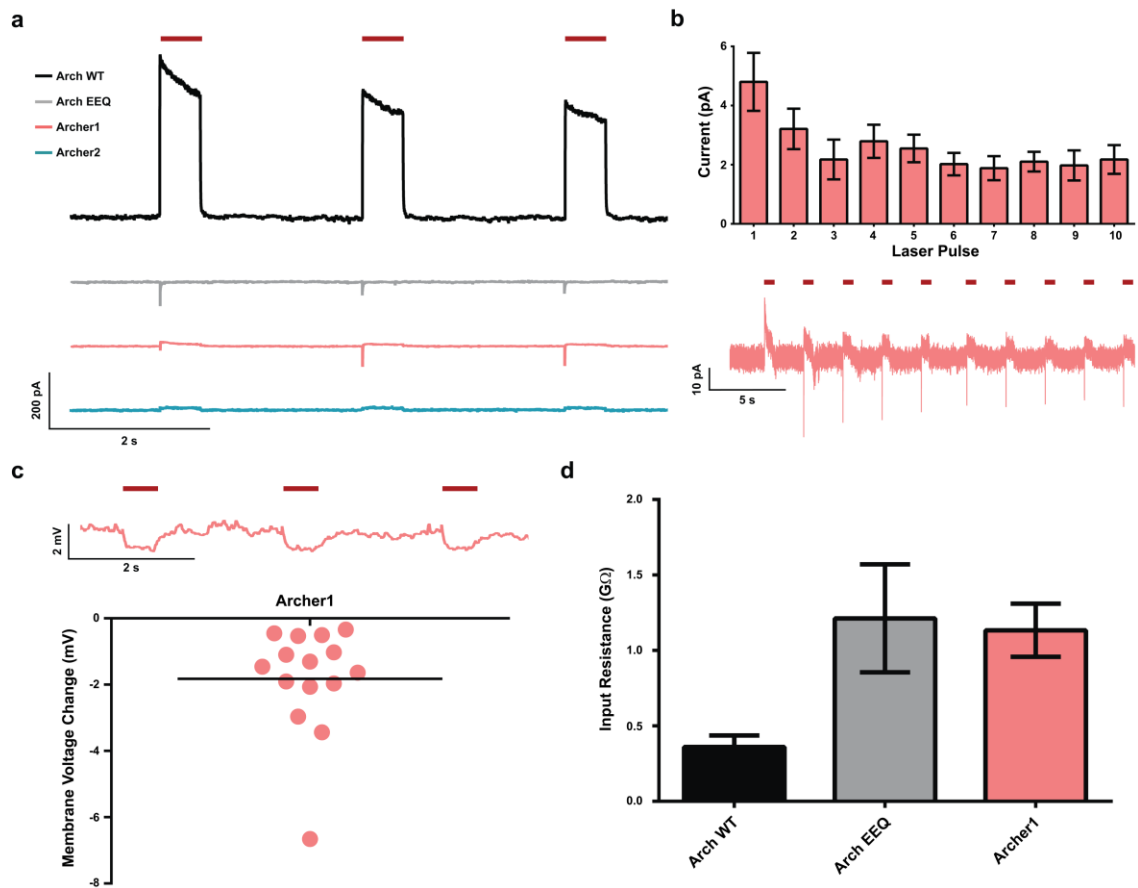 a
Arch WT
Arch EEQ
Archer1
Archer2
200 pA
2 s
b
Current (pA)
6
4
2
0
1 2 3 4 5 6 7 8 9 10
Laser Pulse
10 pA
5 s
c
2 mV
2 s
Archer1
Membrane Voltage Change (mV)
0
-2
-4
-6
-8
d
Input Resistance (GΩ)
2.0
1.5
1.0
0.5
0.0
Arch WT
Arch EEQ
Archer1